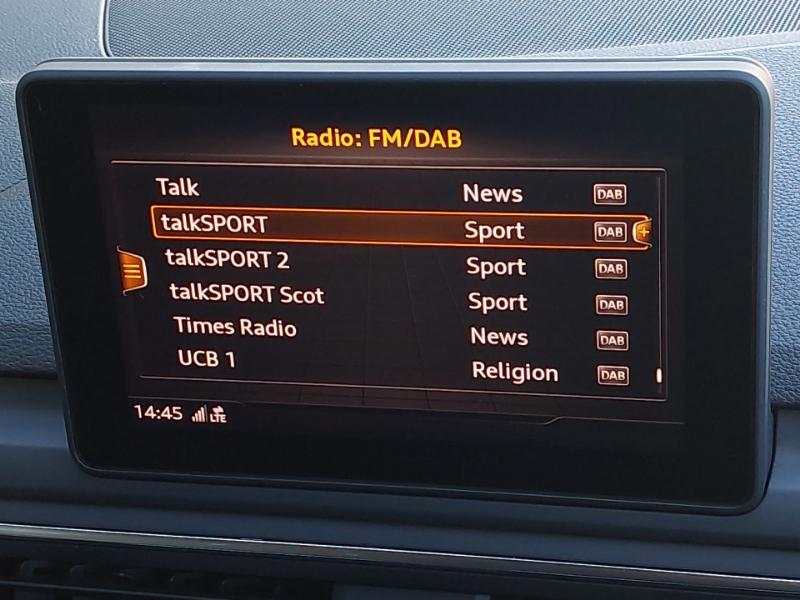 Radio: FM/DAB
Talk News DAB
talkSPORT Sport DAB +
talkSPORT 2 Sport DAB
talkSPORT Scot Sport DAB
Times Radio News DAB
UCB 1 Religion DAB
14:45 LTE